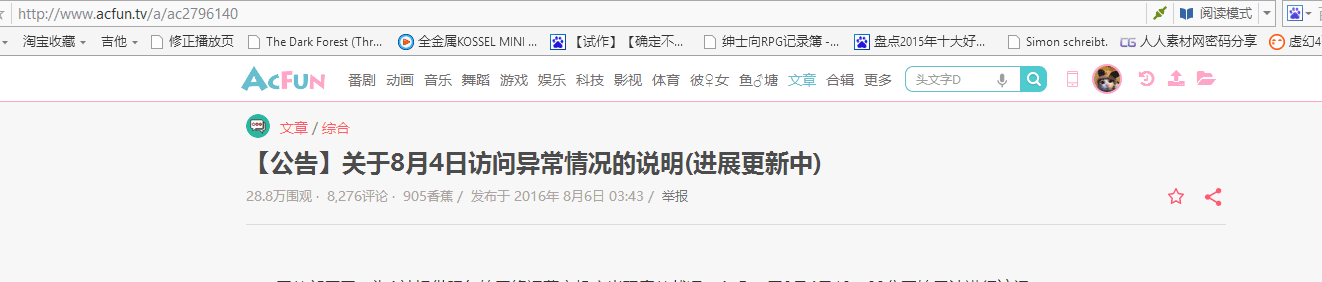 http://www.acfun.tv/a/ac2796140 阅读模式
淘宝收藏 吉他 修正播放页 The Dark Forest (Thr... 全金属KOSSEL MINI ... 【试作】【确定不... 绅士向RPG记录簿 -... 盘点2015年十大好... Simon schreibt. CG 人人素材网密码分享 虚幻4
AcFun 番剧 动画 音乐 舞蹈 游戏 娱乐 科技 影视 体育 彼♀女 鱼♂塘 文章 合辑 更多 头文字D
文章 / 综合
【公告】关于8月4日访问异常情况的说明(进展更新中)
28.8万围观 · 8,276评论 · 905香蕉 / 发布于 2016年 8月6日 03:43 / 举报